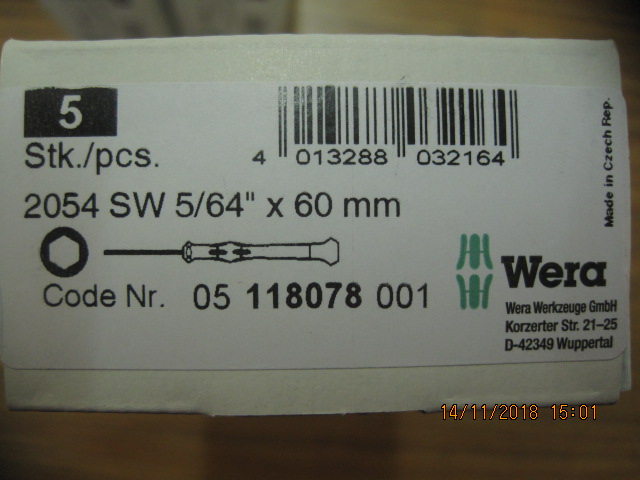 5
Stk./pcs.
4 013288 032164
2054 SW 5/64" x 60 mm
Code Nr. 05 118078 001
Made in Czech Rep.
Wera
Wera Werkzeuge GmbH
Korzerter Str. 21–25
D-42349 Wuppertal
14/11/2018 15:01